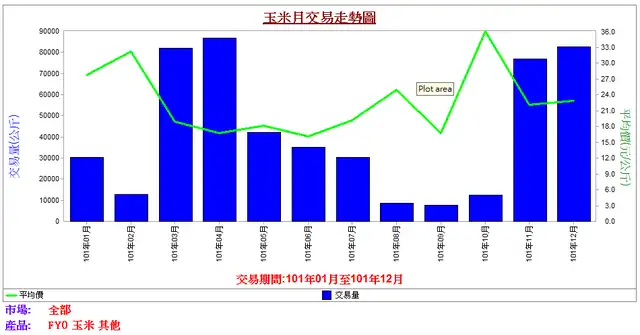 玉米月交易走勢圖
90000
80000
70000
60000
50000
40000
30000
20000
10000
0
交易量(公斤)
36.0
33.0
30.0
27.0
24.0
21.0
18.0
15.0
12.0
9.0
6.0
3.0
0.0
平均價(元/公斤)
Plot area
101年01月
101年02月
101年03月
101年04月
101年05月
101年06月
101年07月
101年08月
101年09月
101年10月
101年11月
101年12月
交易期間:101年01月至101年12月
平均價 交易量
市場: 全部
產品: FY0 玉米 其他